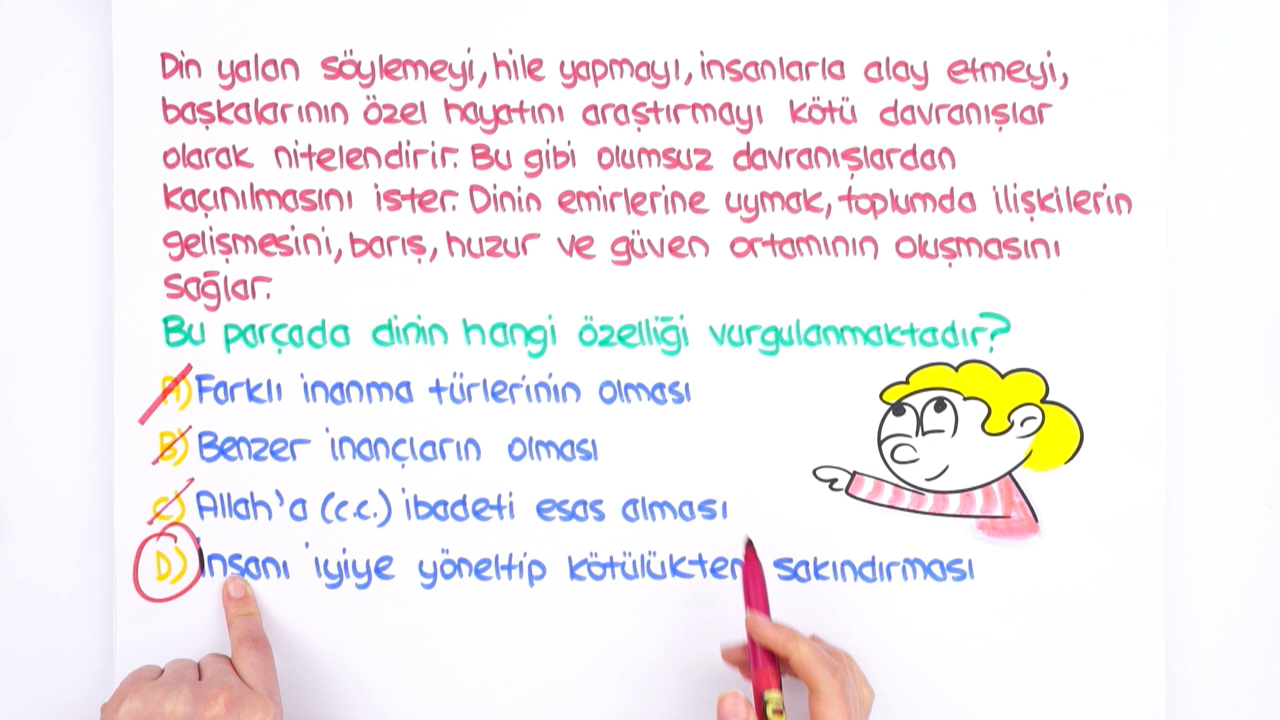 Din yalan söylemeyi, hile yapmayı, insanlarla alay etmeyi,
başkalarının özel hayatını araştırmayı kötü davranışlar
olarak nitelendirir. Bu gibi olumsuz davranışlardan
kaçınılmasını ister. Dinin emirlerine uymak, toplumda ilişkilerin
gelişmesini, barış, huzur ve güven ortamının oluşmasını
sağlar.
Bu parçada dinin hangi özelliği vurgulanmaktadır?
A) Farklı inanma türlerinin olması
B) Benzer inançların olması
C) Allah'a (c.c.) ibadeti esas alması
D) İnsanı iyiye yöneltip kötülükten sakındırması